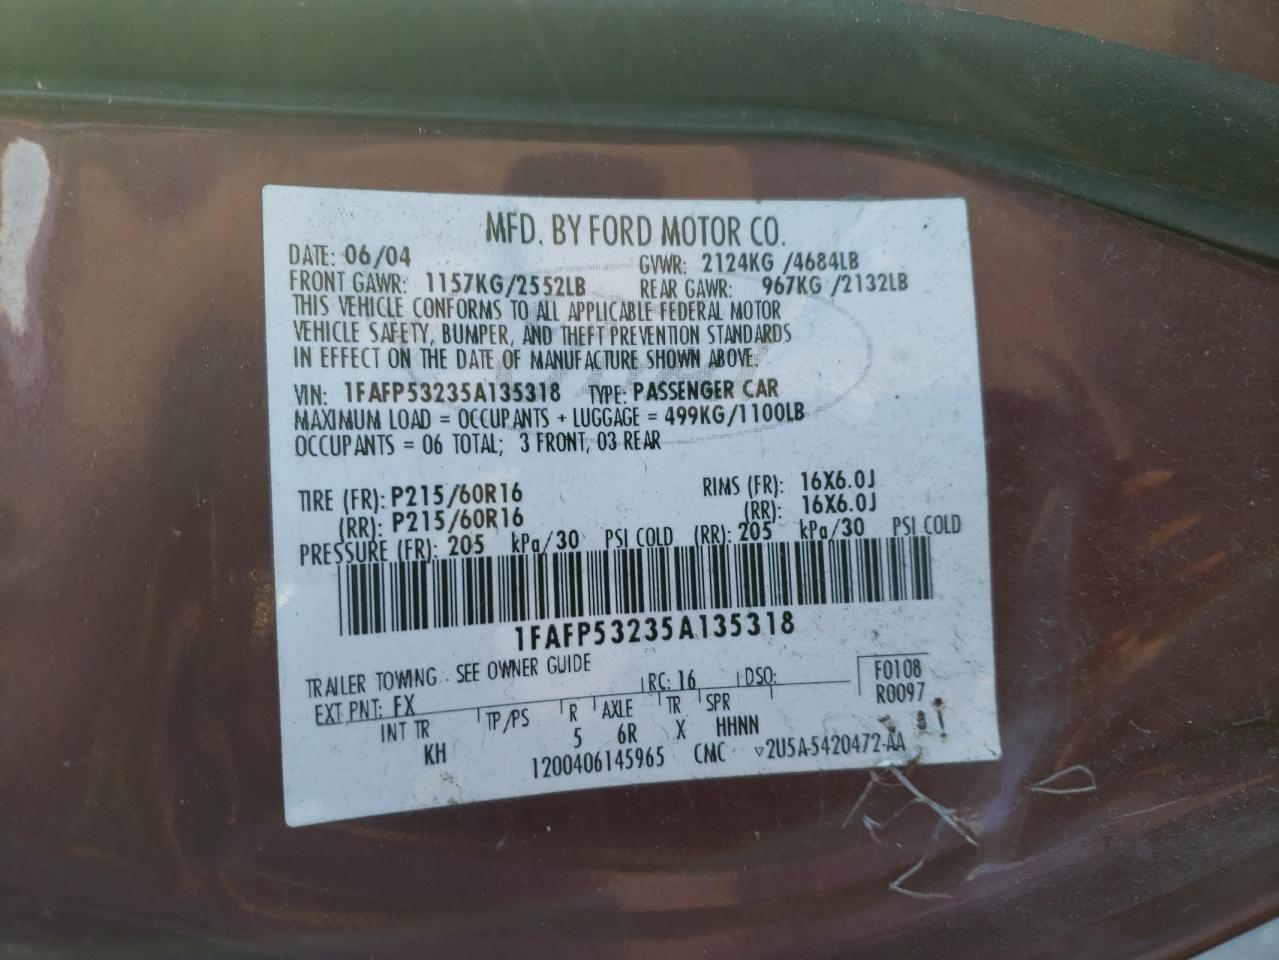 MFD. BY FORD MOTOR CO.
DATE: 06/04 GVWR: 2124KG /4684LB
FRONT GAWR: 1157KG/2552LB REAR GAWR: 967KG /2132LB
THIS VEHICLE CONFORMS TO ALL APPLICABLE FEDERAL MOTOR
VEHICLE SAFETY, BUMPER, AND THEFT PREVENTION STANDARDS
IN EFFECT ON THE DATE OF MANUFACTURE SHOWN ABOVE.
VIN: 1FAFP53235A135318 TYPE: PASSENGER CAR
MAXIMUM LOAD = OCCUPANTS + LUGGAGE = 499KG/1100LB
OCCUPANTS = 06 TOTAL; 3 FRONT, 03 REAR
TIRE (FR): P215/60R16 RIMS (FR): 16X6.0J
(RR): P215/60R16 (RR): 16X6.0J
PRESSURE (FR): 205 kPa/30 PSI COLD (RR): 205 kPa/30 PSI COLD
1FAFP53235A135318
TRAILER TOWING - SEE OWNER GUIDE
F0108
EXT PNT: FX RC: 16 DSO: R0097
INT TR TP/PS R AXLE TR SPR
KH 5 6R X HHNN
1200406145965 CMC ▽2U5A-5420472-AA